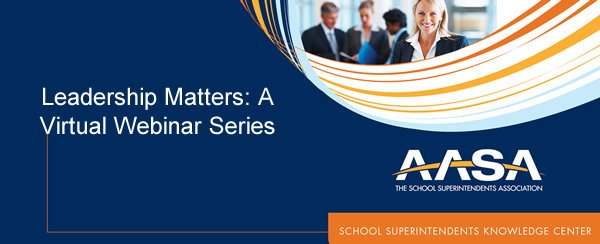 Leadership Matters: A
Virtual Webinar Series
AASA
THE SCHOOL SUPERINTENDENTS ASSOCIATION
SCHOOL SUPERINTENDENTS KNOWLEDGE CENTER